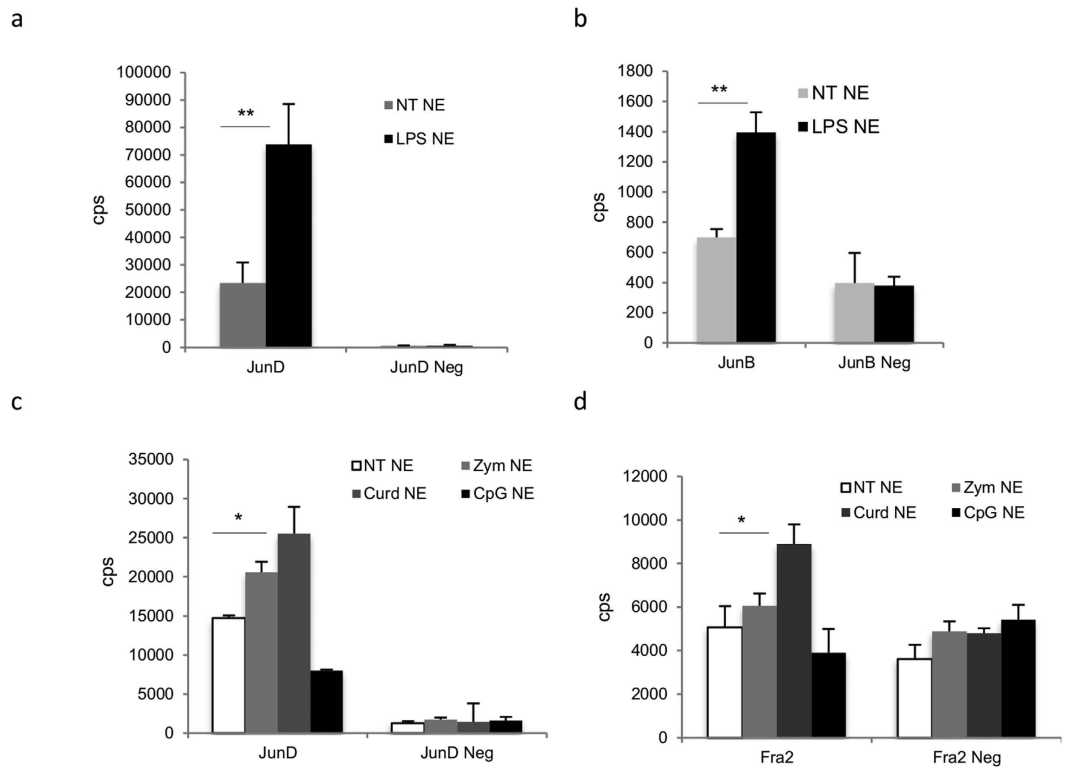 a
100000
90000
80000
70000
60000
50000
40000
30000
20000
10000
0
cps
**
NT NE
LPS NE
JunD
JunD Neg
b
1800
1600
1400
1200
1000
800
600
400
200
0
cps
**
NT NE
LPS NE
JunB
JunB Neg
c
35000
30000
25000
20000
15000
10000
5000
0
cps
*
NT NE Zym NE
Curd NE CpG NE
JunD
JunD Neg
d
12000
10000
8000
6000
4000
2000
0
cps
*
NT NE Zym NE
Curd NE CpG NE
Fra2
Fra2 Neg